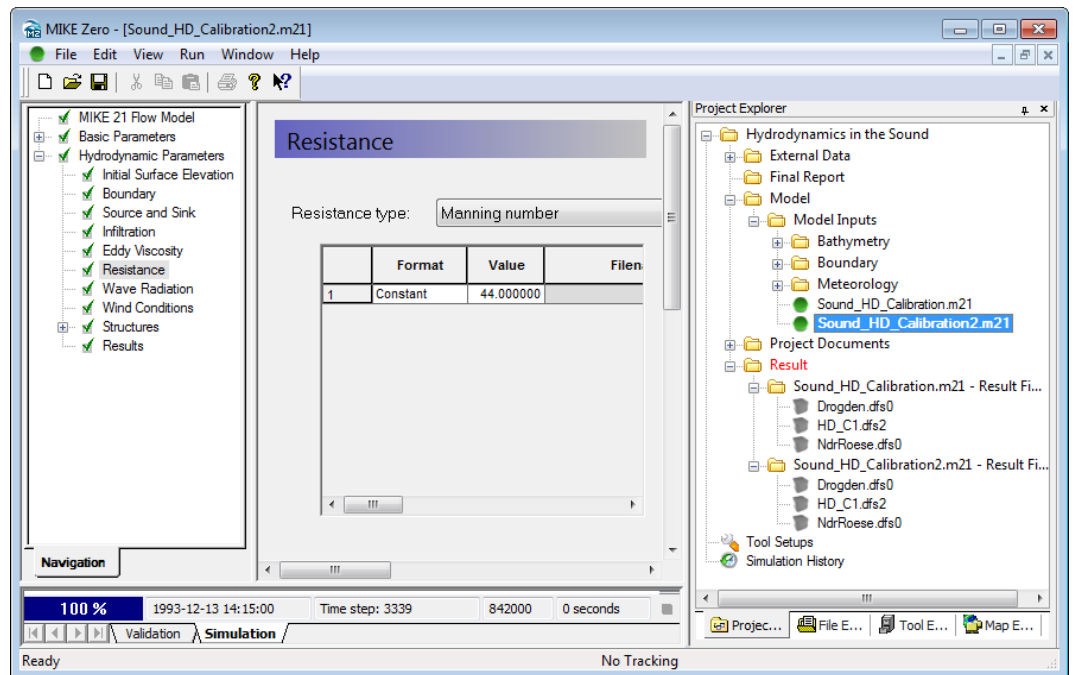 MIKE Zero - [Sound_HD_Calibration2.m21]
File Edit View Run Window Help
MIKE 21 Flow Model
Basic Parameters
Hydrodynamic Parameters
Initial Surface Elevation
Boundary
Source and Sink
Infiltration
Eddy Viscosity
Resistance
Wave Radiation
Wind Conditions
Structures
Results
Navigation
Resistance
Resistance type: Manning number
Format Value Filen
1 Constant 44.000000
Project Explorer
Hydrodynamics in the Sound
External Data
Final Report
Model
Model Inputs
Bathymetry
Boundary
Meteorology
Sound_HD_Calibration.m21
Sound_HD_Calibration2.m21
Project Documents
Result
Sound_HD_Calibration.m21 - Result Fi...
Drogden.dfs0
HD_C1.dfs2
NdrRoese.dfs0
Sound_HD_Calibration2.m21 - Result Fi...
Drogden.dfs0
HD_C1.dfs2
NdrRoese.dfs0
Tool Setups
Simulation History
Projec... File E... Tool E... Map E...
100 % 1993-12-13 14:15:00 Time step: 3339 842000 0 seconds
Validation Simulation
Ready No Tracking